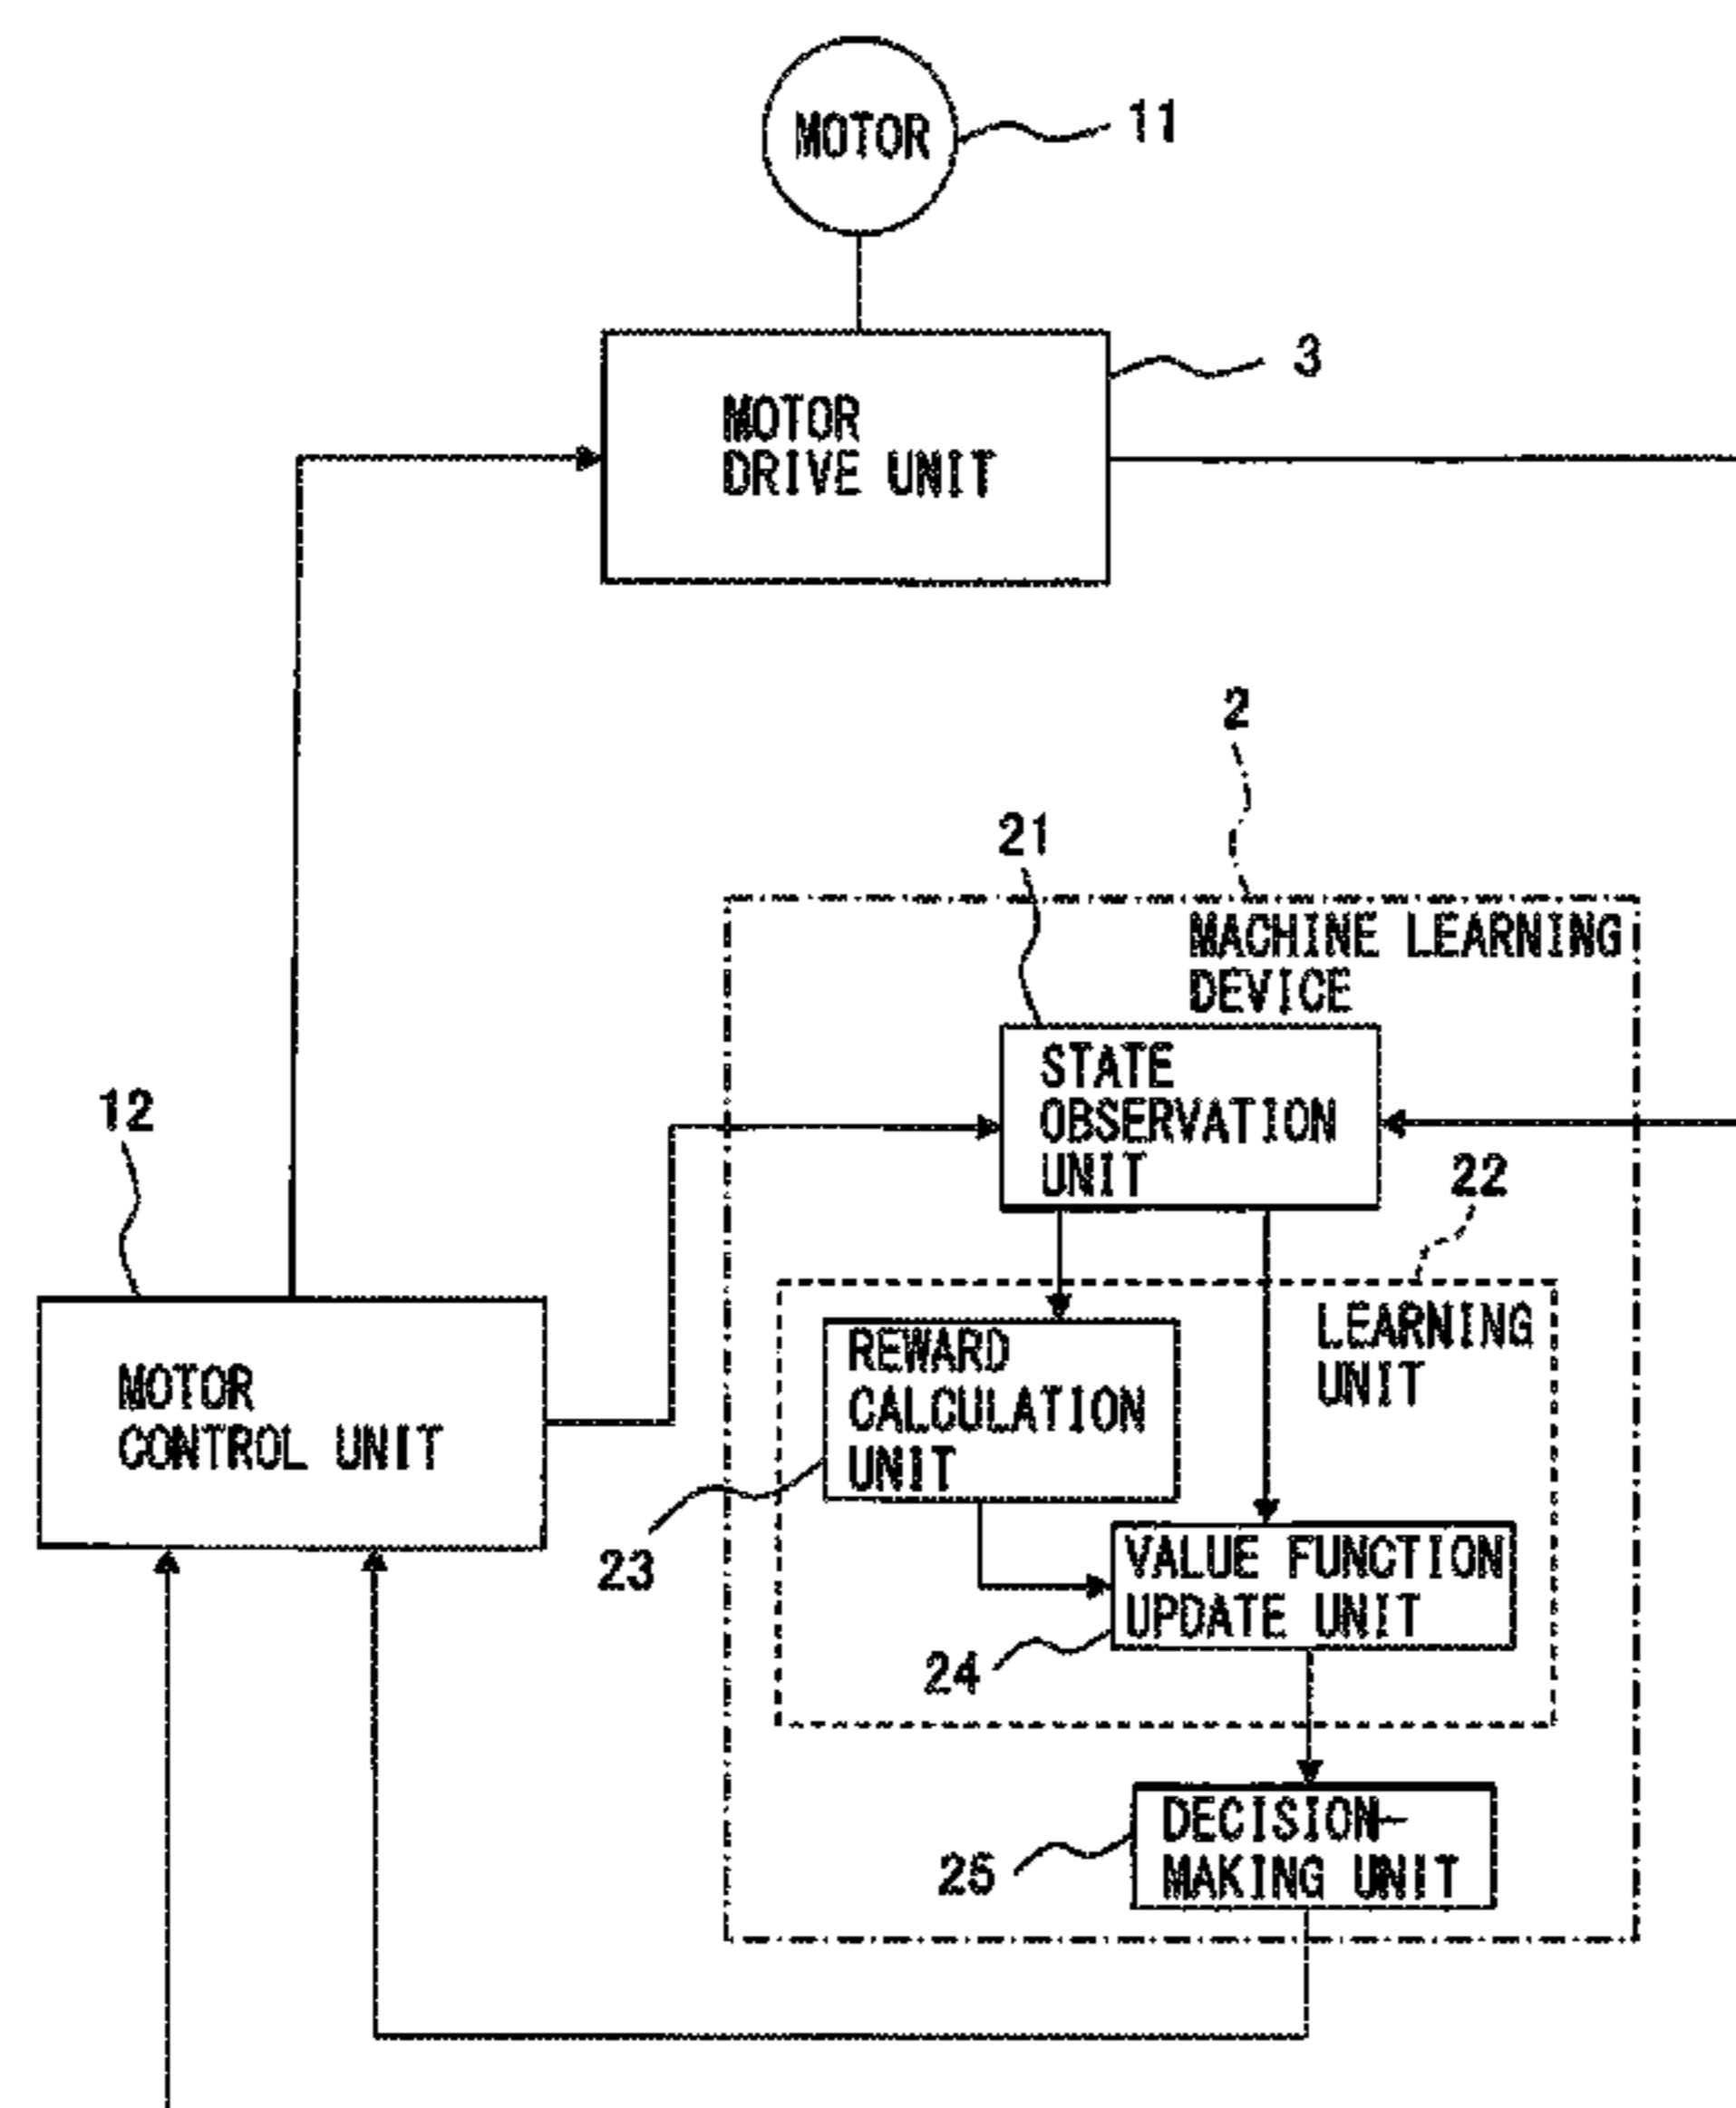 MOTOR
11
3
MOTOR
DRIVE UNIT
2
21
MACHINE LEARNING
DEVICE
STATE
OBSERVATION
UNIT
12
22
LEARNING
UNIT
REWARD
CALCULATION
UNIT
MOTOR
CONTROL UNIT
23
VALUE FUNCTION
UPDATE UNIT
24
DECISION-
MAKING UNIT
25